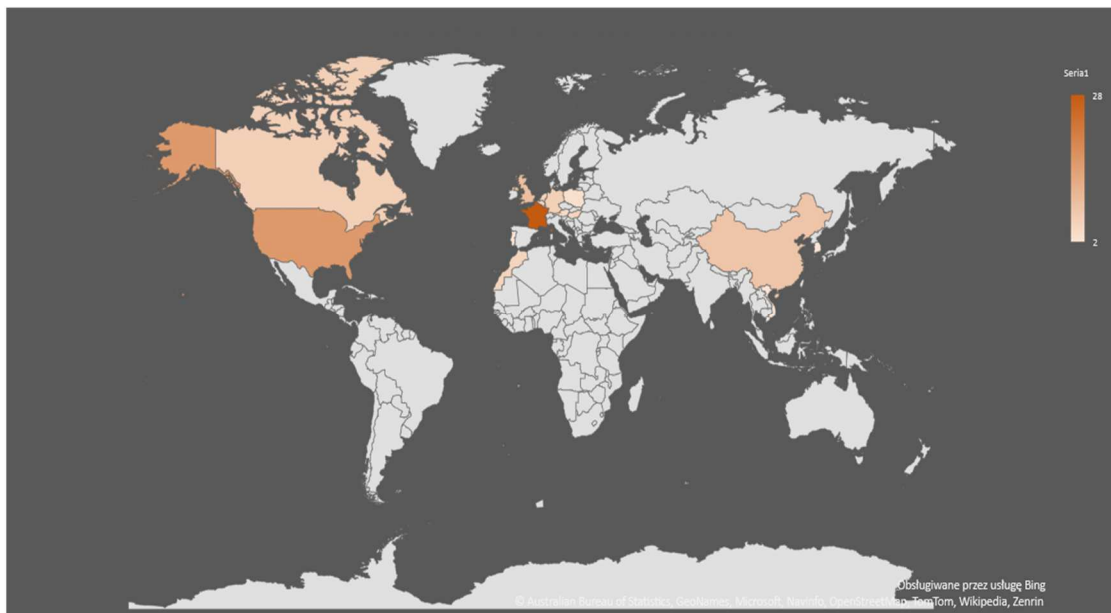 Seria1
28
2
Obsługiwane przez usługę Bing
© Australian Bureau of Statistics, GeoNames, Microsoft, Navinfo, OpenStreetMap, TomTom, Wikipedia, Zenrin